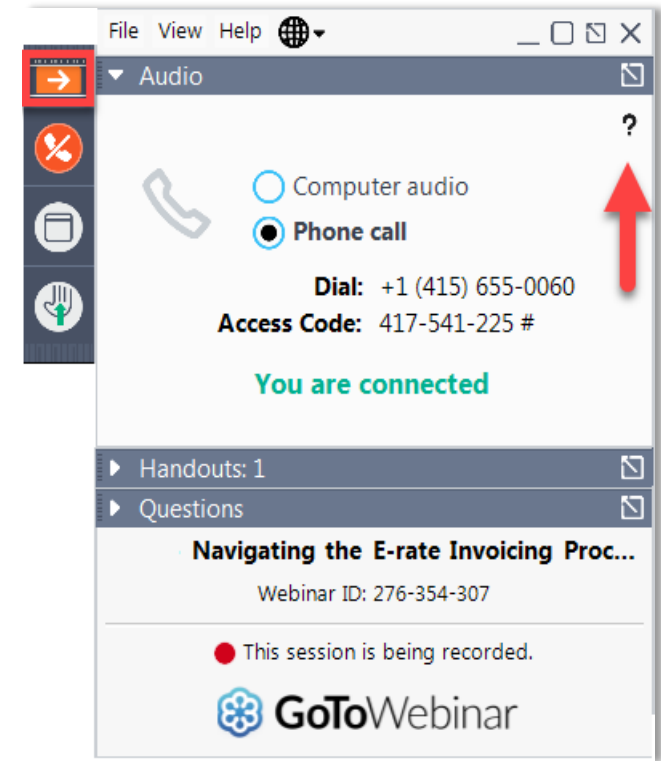 File View Help
Audio
?
Computer audio
Phone call
Dial: +1 (415) 655-0060
Access Code: 417-541-225 #
You are connected
Handouts: 1
Questions
Navigating the E-rate Invoicing Proc...
Webinar ID: 276-354-307
This session is being recorded.
GoToWebinar